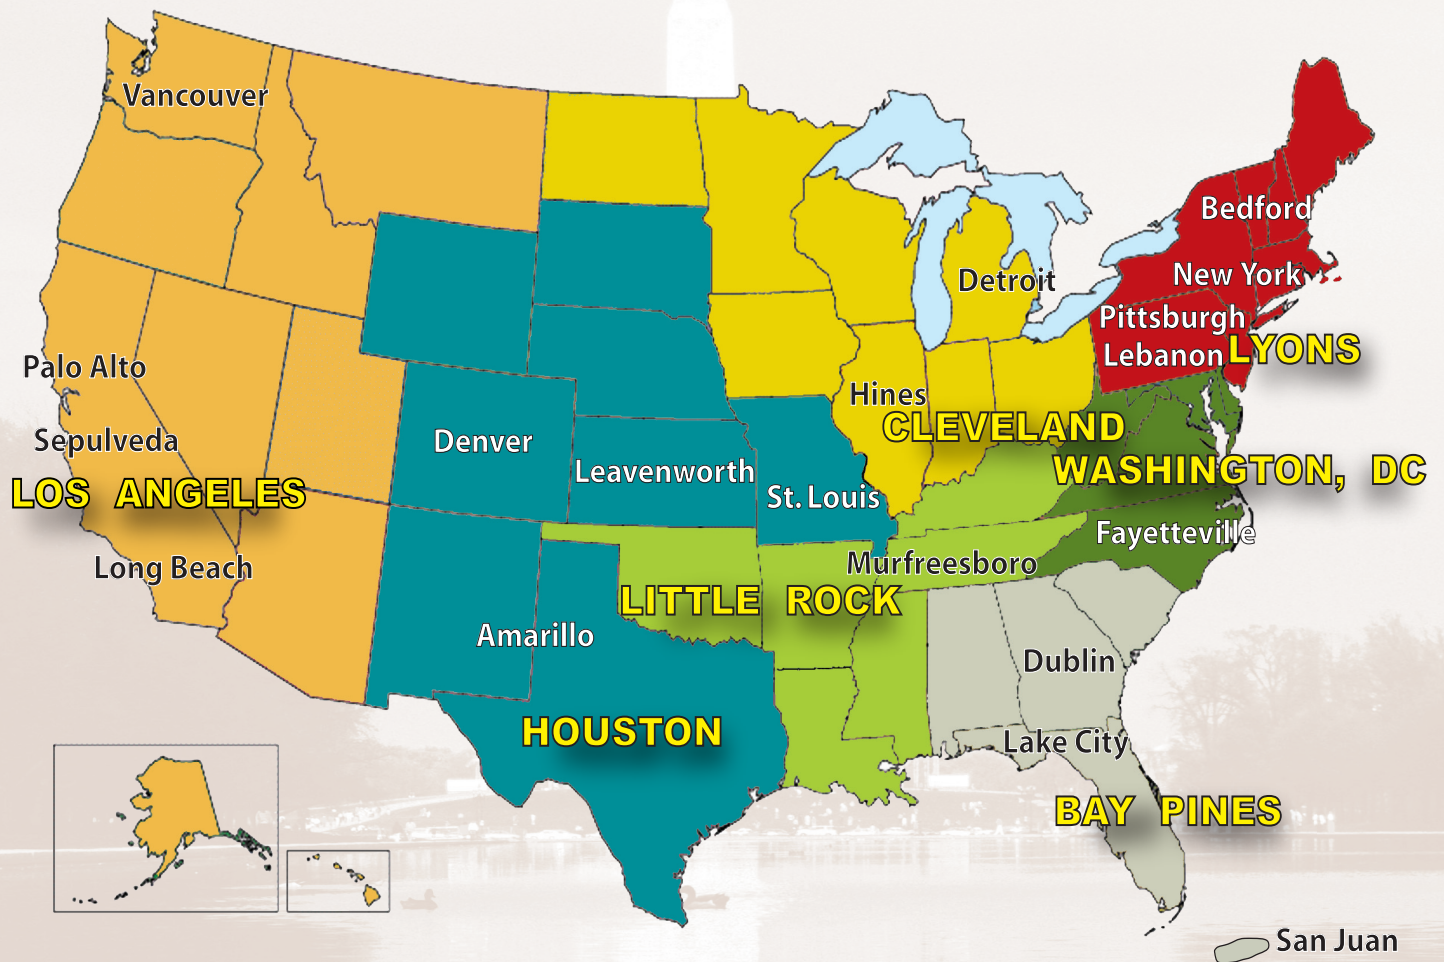 Vancouver
Bedford
New York
Detroit
Pittsburgh
Lebanon
LYONS
Palo Alto
Hines
CLEVELAND
Sepulveda
Denver
Leavenworth
WASHINGTON, DC
LOS ANGELES
St. Louis
Fayetteville
Long Beach
Murfreesboro
LITTLE ROCK
Amarillo
Dublin
HOUSTON
Lake City
BAY PINES
San Juan